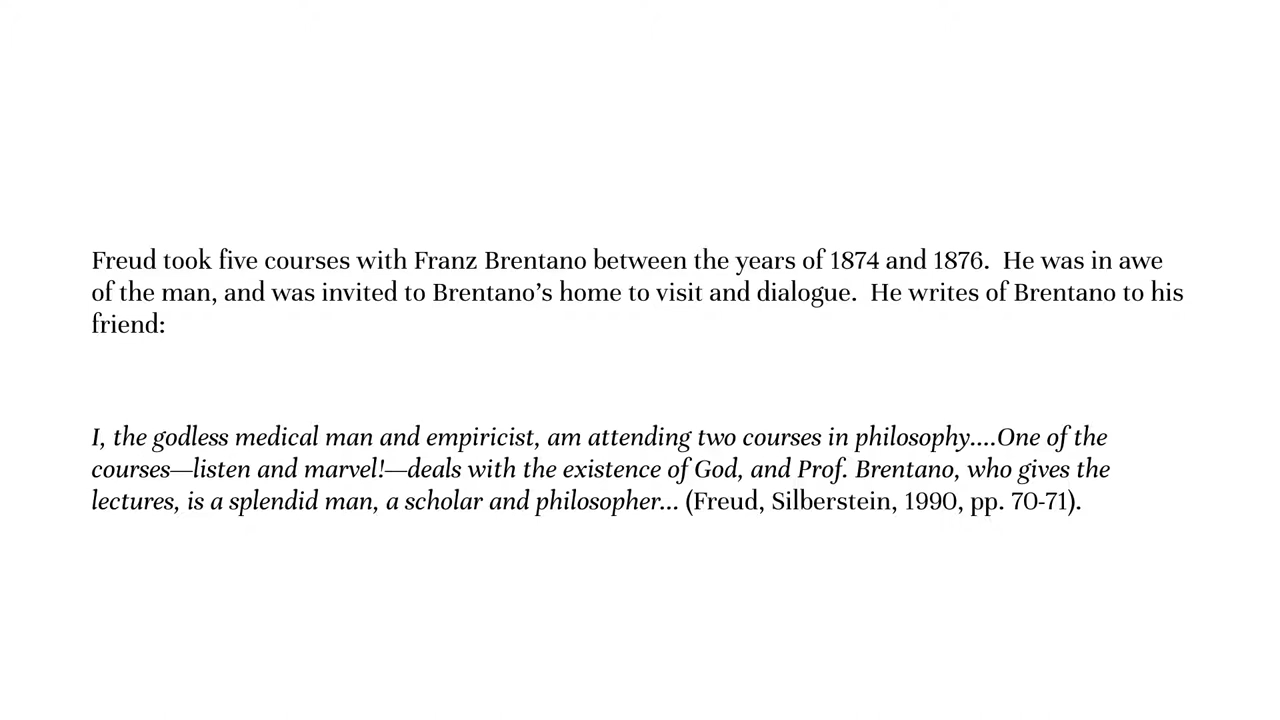 Freud took five courses with Franz Brentano between the years of 1874 and 1876.  He was in awe
of the man, and was invited to Brentano’s home to visit and dialogue.  He writes of Brentano to his
friend:
I, the godless medical man and empiricist, am attending two courses in philosophy....One of the
courses—listen and marvel!—deals with the existence of God, and Prof. Brentano, who gives the
lectures, is a splendid man, a scholar and philosopher... (Freud, Silberstein, 1990, pp. 70-71).